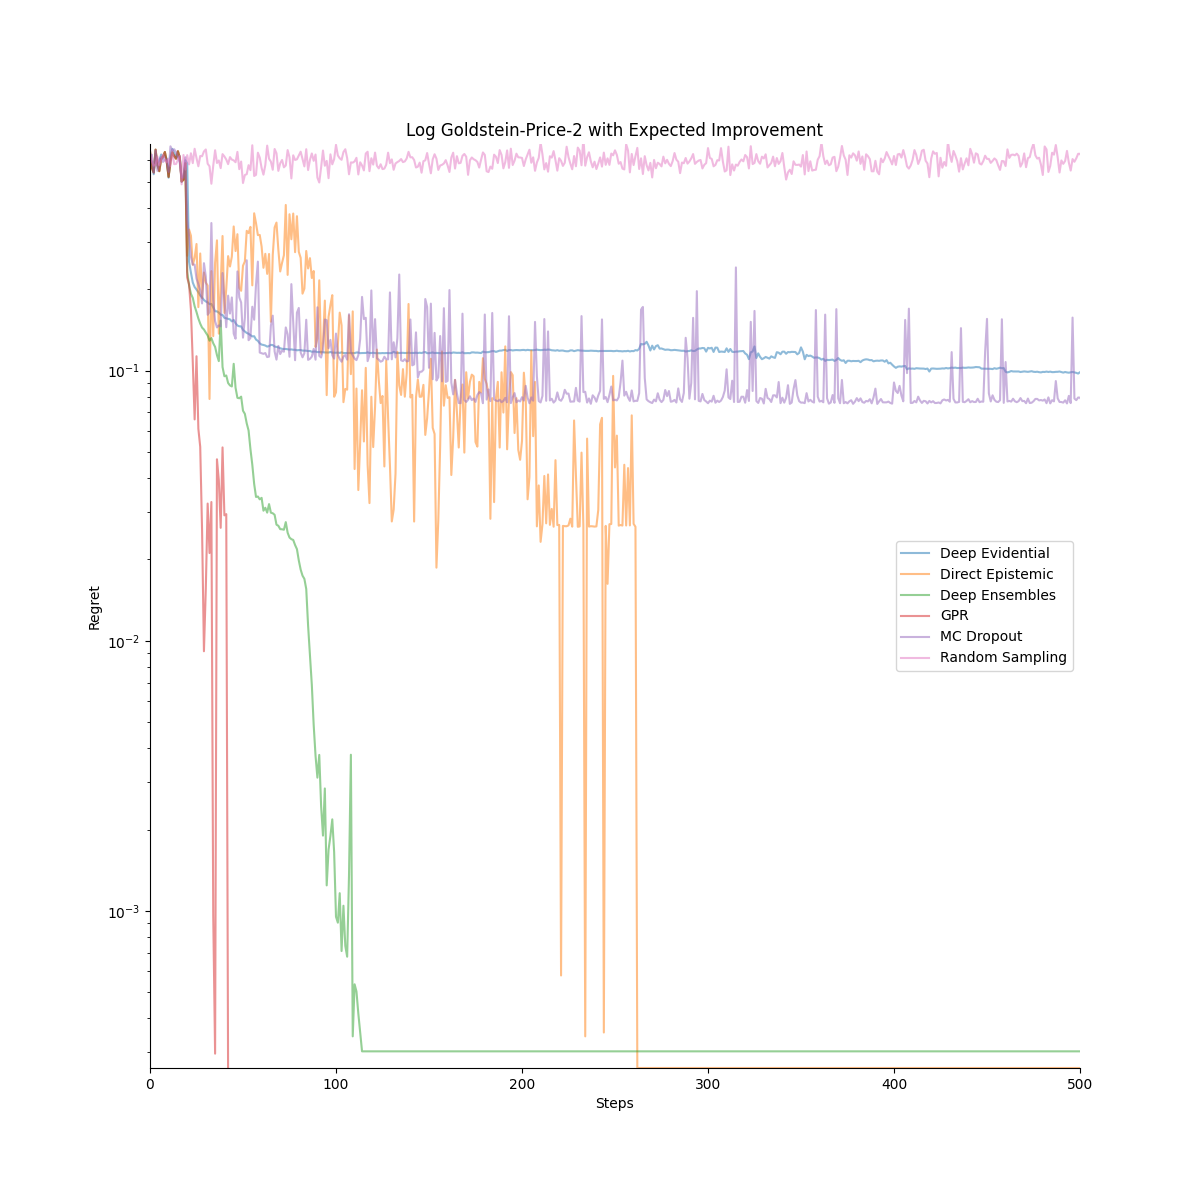 Log Goldstein-Price-2 with Expected Improvement
Regret
10⁻¹
10⁻²
10⁻³
Deep Evidential
Direct Epistemic
Deep Ensembles
GPR
MC Dropout
Random Sampling
0 100 200 300 400 500
Steps